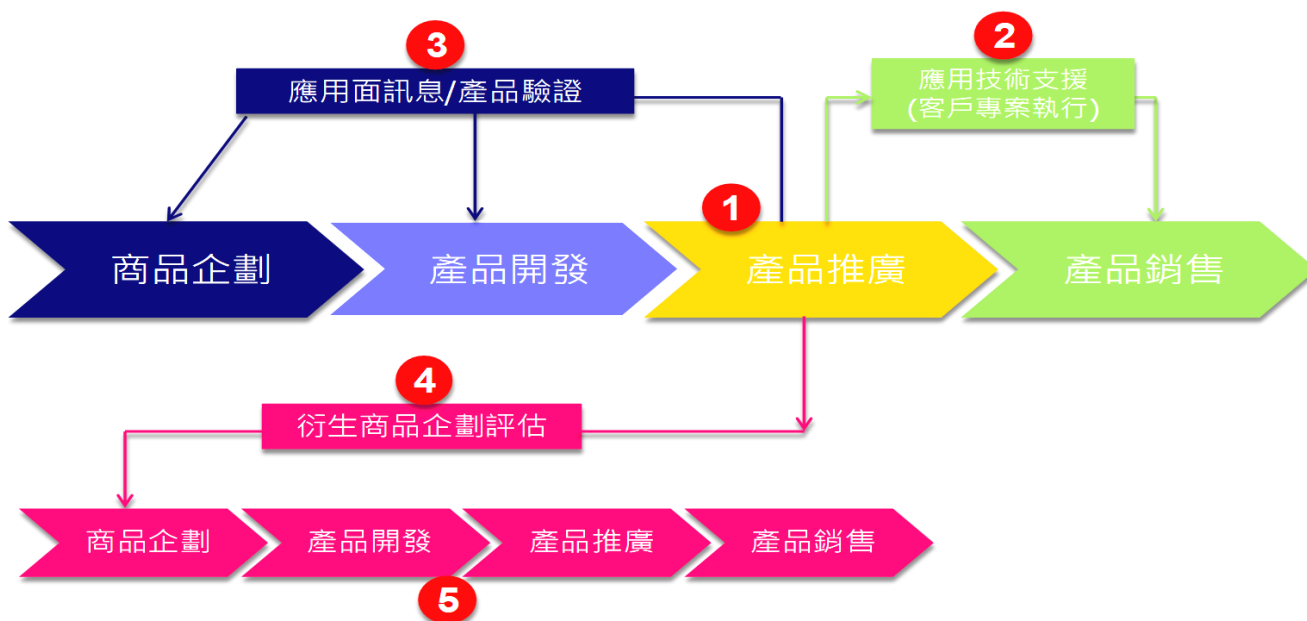 3
2
應用面訊息/產品驗證
應用技術支援
(客戶專案執行)
1
商品企劃
產品開發
產品推廣
產品銷售
4
衍生商品企劃評估
商品企劃
產品開發
產品推廣
產品銷售
5